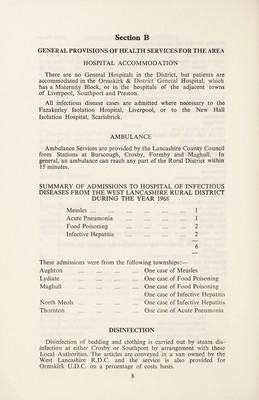 Section B
GENERAL PROVISIONS OF HEALTH SERVICES FOR THE AREA
HOSPITAL ACCOMMODATION
There are no General Hospitals in the District, but patients are
accommodated in the Ormskirk & District General Hospital, which
has a Maternity Block, or in the hospitals of the adjacent towns
of Liverpool, Southport and Preston.
All infectious disease cases are admitted where necessary to the
Fazakerley Isolation Hospital, Liverpool, or to the New Hall
Isolation Hospital, Scarisbrick.
AMBULANCE
Ambulance Services are provided by the Lancashire County Council
from Stations at Burscough, Crosby, Formby and Maghull. In
general, an ambulance can reach any part of the Rural District within
15 minutes.
SUMMARY OF ADMISSIONS TO HOSPITAL OF INFECTIOUS
DISEASES FROM THE WEST LANCASHIRE RURAL DISTRICT
DURING THE YEAR 1968
Measles ... ... ... ... ... 1
Acute Pneumonia ... ... ... 1
Food Poisoning ... ... ... 2
Infective Hepatitis ... ... ... 2
6
These admissions were from the following townships:—
Aughton ... ... ... One case of Measles
Lydiate ... ... ... One case of Food Poisoning
Maghull ... ... ... One case of Food Poisoning
One case of Infective Hepatitis
North Meols ... ... ... One case of Infective Hepatitis
Thornton ... ... ... One case of Acute Pneumonia
DISINFECTION
Disinfection of bedding and clothing is carried out by steam dis-
infection at either Crosby or Southport by arrangement with these
Local Authorities. The articles are conveyed in a van owned by the
West Lancashire R.D.C. and the service is also provided for
Ormskirk U.D.C. on a percentage of costs basis.
8